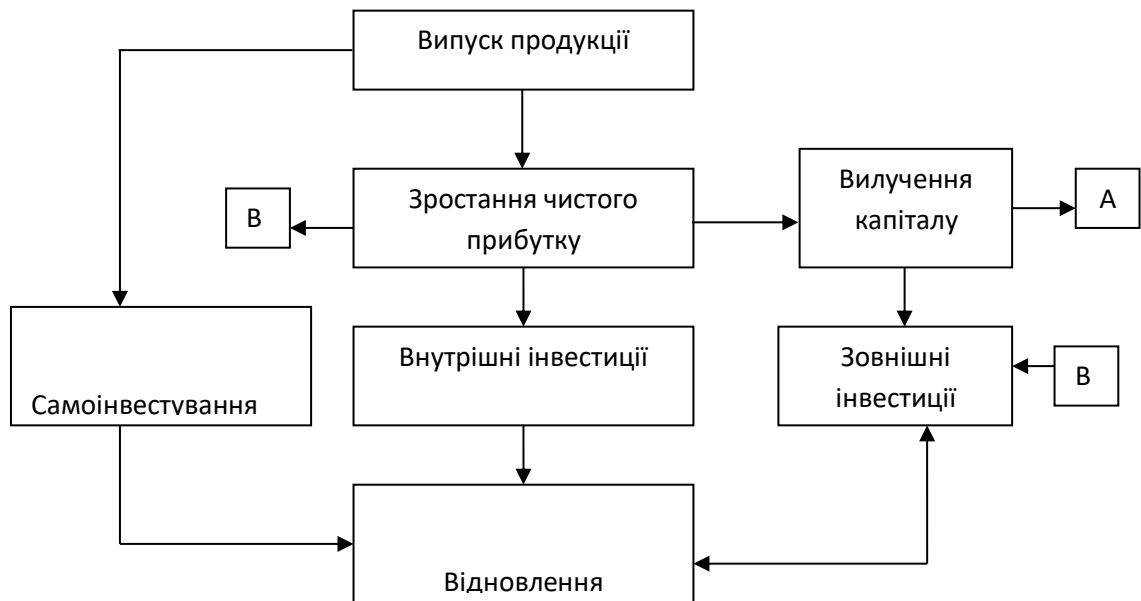 Випуск продукції
Зростання чистого
прибутку
Вилучення
капіталу
А
В
Внутрішні інвестиції
Зовнішні
інвестиції
В
Самоінвестування
Відновлення